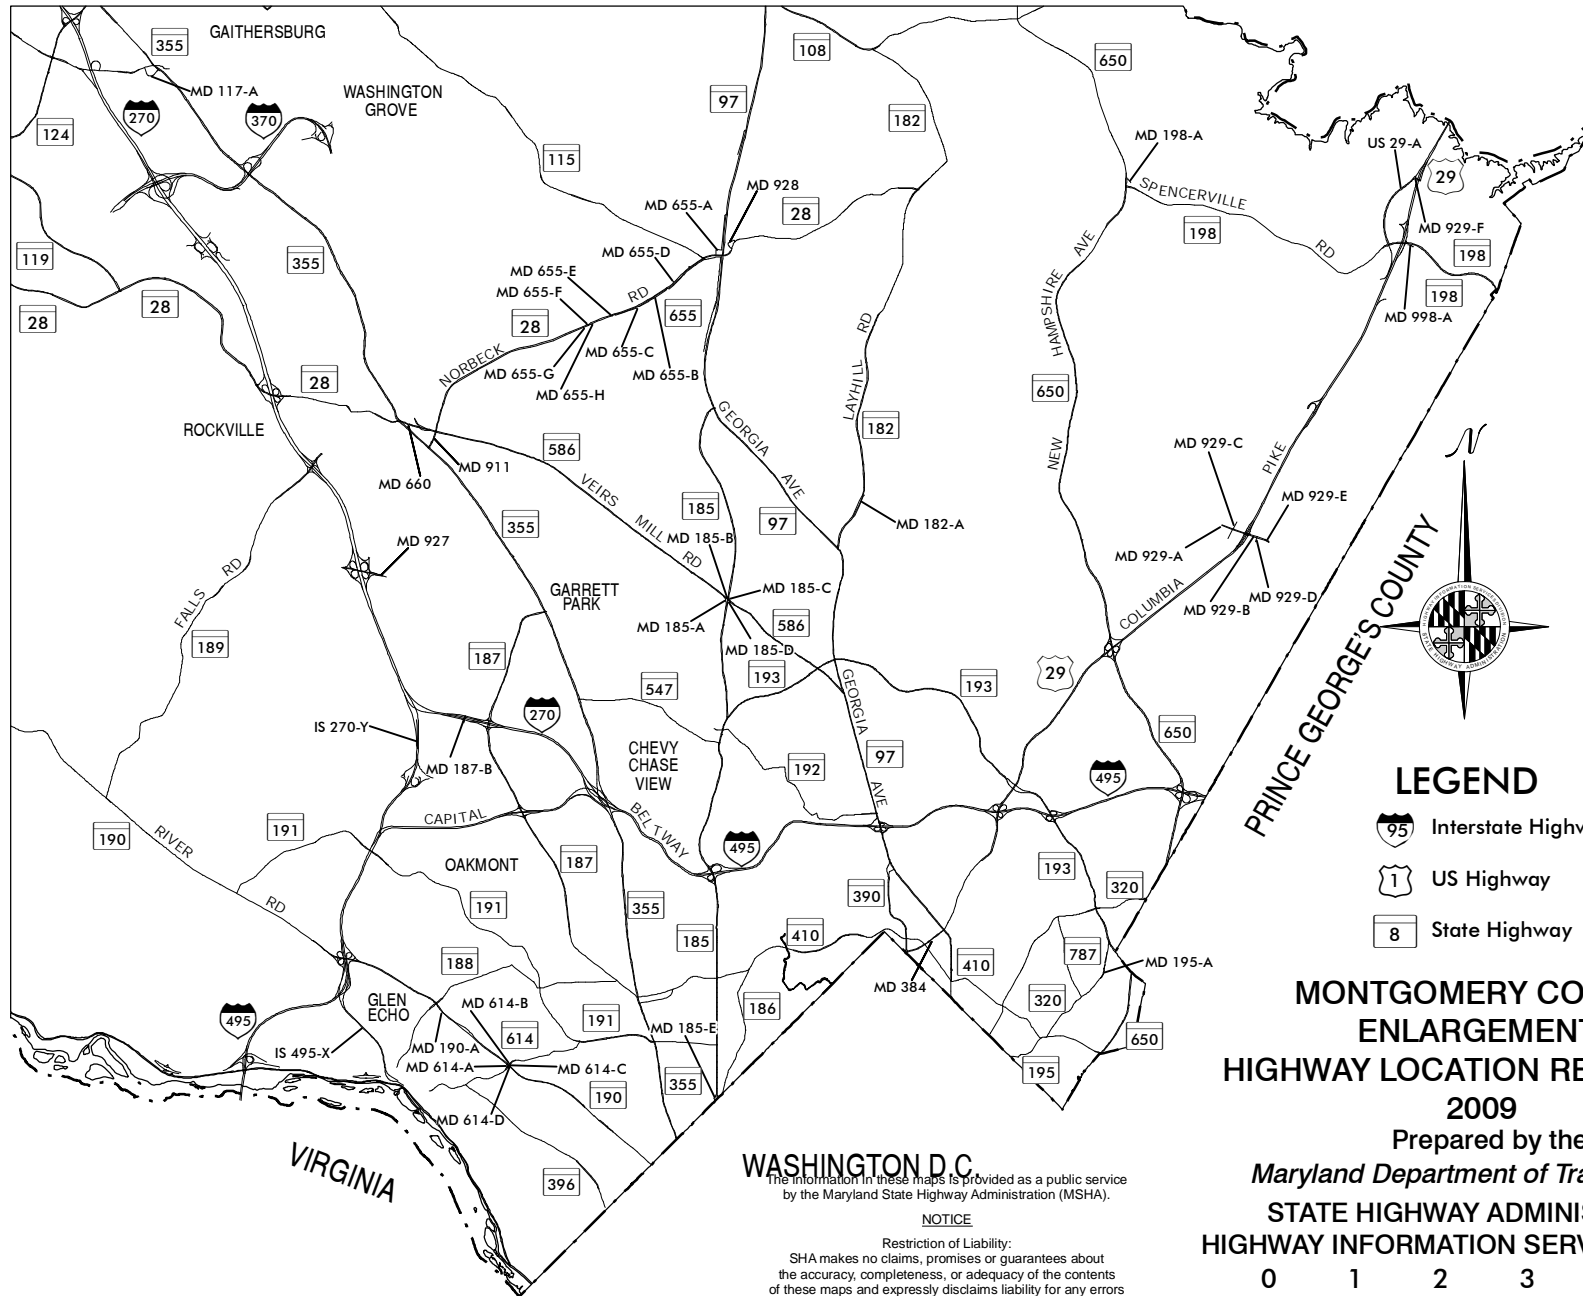 GAITHERSBURG
355
108
650
MD 117-A
WASHINGTON
GROVE
97
270
370
124
182
115
MD 198-A
US 29-A
29
SPENCERVILLE
RD
198
MD 655-A
MD 928
28
MD 929-F
198
119
355
MD 655-D
MD 655-E
MD 655-F
RD
655
28
28
28
NORBECK
MD 655-C
MD 655-G
MD 655-B
MD 655-H
198
MD 998-A
NEW
HAMPSHIRE
AVE
650
LAYHILL
RD
28
182
ROCKVILLE
GEORGIA
AVE
586
MD 911
MD 660
VEIRS
MILL
RD
185
97
MD 182-A
MD 929-C
PIKE
MD 929-E
355
MD 185-B
MD 927
MD 929-A
COLUMBIA
MD 929-D
MD 929-B
GARRETT
PARK
MD 185-C
MD 185-A
586
MD 185-D
FALLS
RD
189
187
547
193
193
29
PRINCE GEORGE'S COUNTY
N
IS 270-Y
270
GEORGIA
AVE
MD 187-B
CHEVY
CHASE
VIEW
192
97
650
495
CAPITAL
BELTWAY
190
RIVER
RD
191
495
OAKMONT
187
193
320
390
191
355
185
410
188
787
MD 195-A
410
MD 384
GLEN
ECHO
MD 614-B
320
495
614
191
186
MD 185-E
650
IS 495-X
MD 190-A
MD 614-A
MD 614-C
355
195
190
MD 614-D
VIRGINIA
396
WASHINGTON D.C.
The information in these maps is provided as a public service
by the Maryland State Highway Administration (MSHA).
NOTICE
Restriction of Liability:
SHA makes no claims, promises or guarantees about
the accuracy, completeness, or adequacy of the contents
of these maps and expressly disclaims liability for any errors
LEGEND
95 Interstate Highw
1 US Highway
8 State Highway
MONTGOMERY CO
ENLARGEMENT
HIGHWAY LOCATION RE
2009
Prepared by the
Maryland Department of Tra
STATE HIGHWAY ADMINIS
HIGHWAY INFORMATION SERV
0 1 2 3